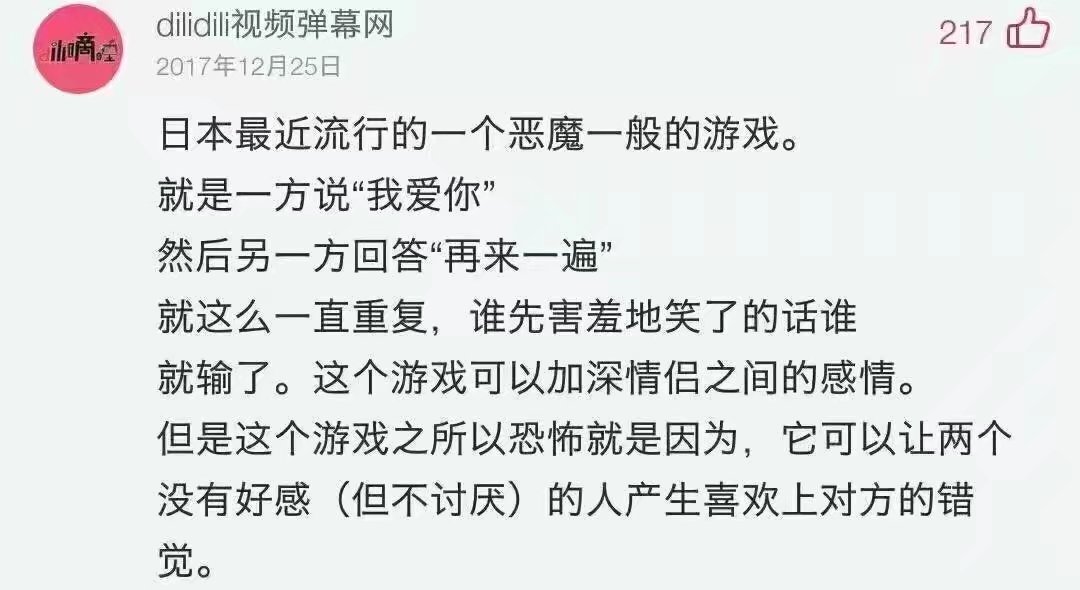 dilidili视频弹幕网
217
2017年12月25日
日本最近流行的一个恶魔一般的游戏。
就是一方说“我爱你”
然后另一方回答“再来一遍”
就这么一直重复，谁先害羞地笑了的话谁
就输了。这个游戏可以加深情侣之间的感情。
但是这个游戏之所以恐怖就是因为，它可以让两个
没有好感（但不讨厌）的人产生喜欢上对方的错
觉。